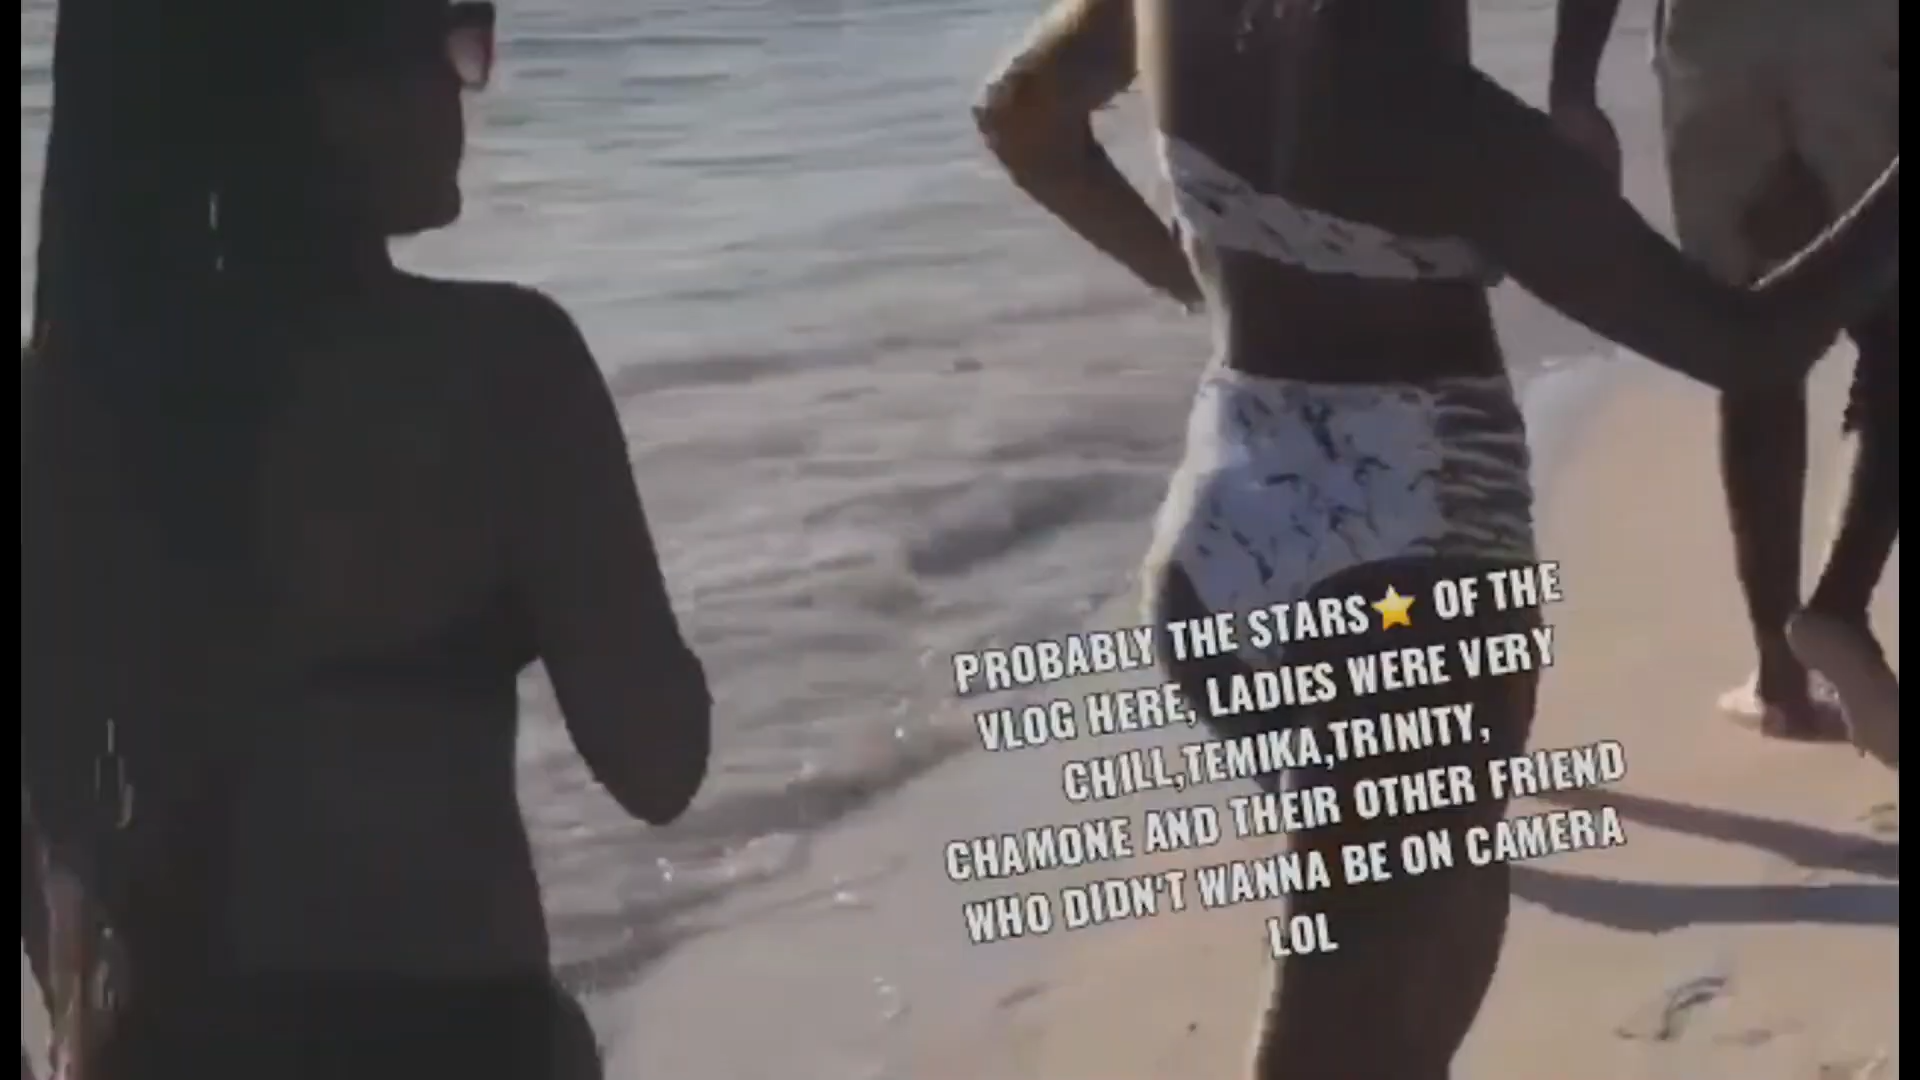 PROBABLY THE STARS⭐ OF THE
VLOG HERE, LADIES WERE VERY
CHILL,TEMIKA,TRINITY,
CHAMONE AND THEIR OTHER FRIEND
WHO DIDN'T WANNA BE ON CAMERA
LOL